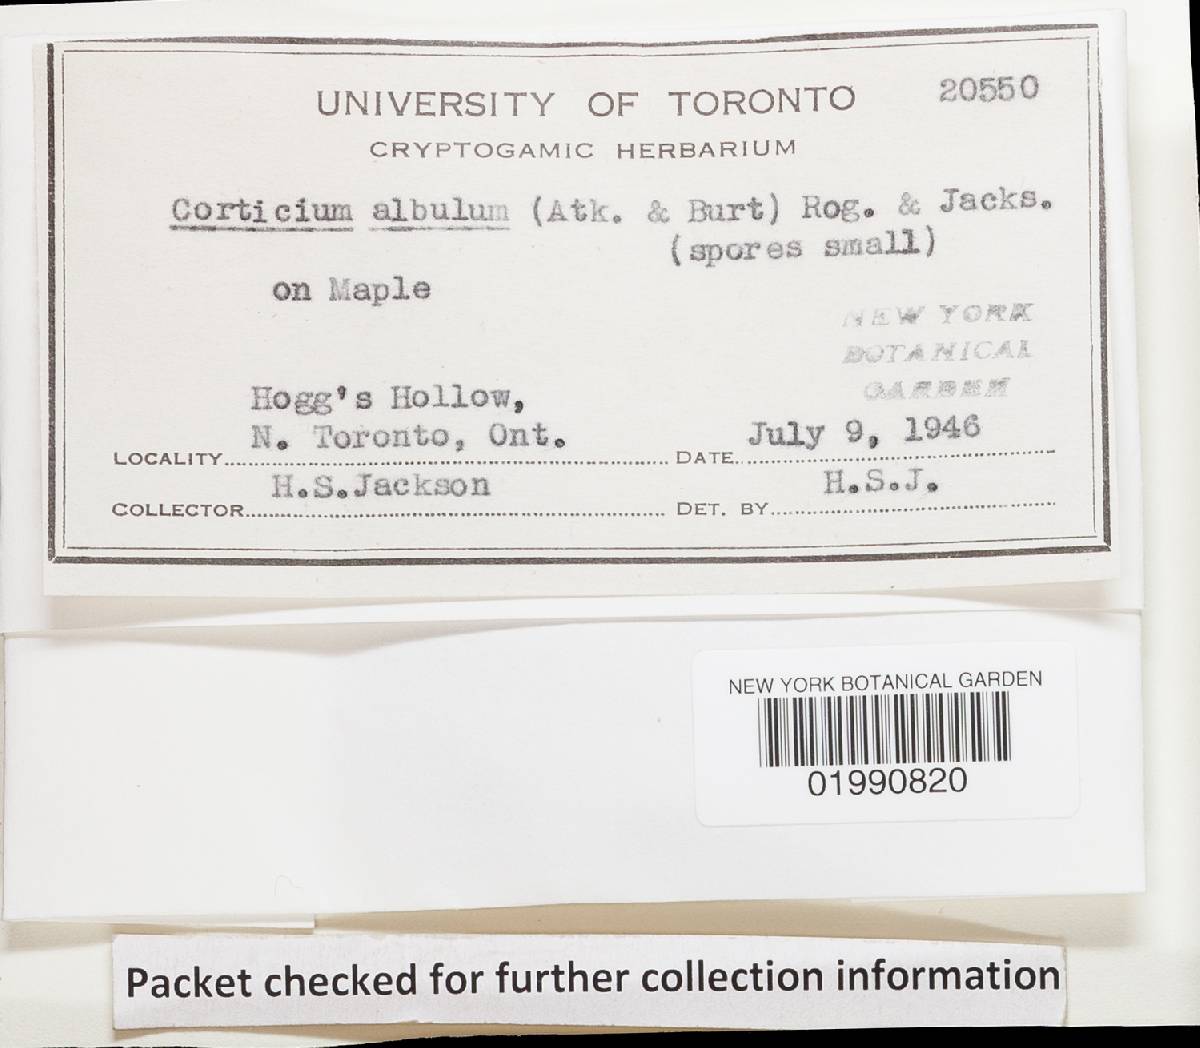 UNIVERSITY OF TORONTO 20550
CRYPTOGAMIC HERBARIUM
Corticium albulum (Atk. & Burt) Rog. & Jacks.
(spores small)
on Maple
NEW YORK
BOTANICAL
GARDEN
Hogg's Hollow,
N. Toronto, Ont.
LOCALITY
July 9, 1946
DATE
H.S.Jackson
COLLECTOR
H.S.J.
DET. BY
NEW YORK BOTANICAL GARDEN
01990820
Packet checked for further collection information